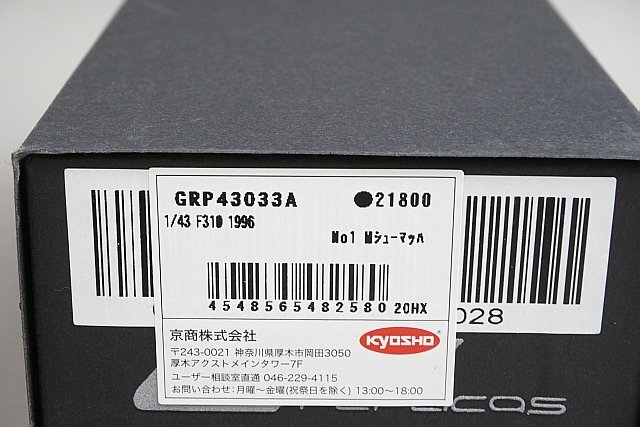 GRP43033A ●21800
1/43 F310 1996
No1 Mシューマッハ
4548565482580 20HX
028
京商株式会社
KYOSHO
〒243-0021 神奈川県厚木市岡田3050
厚木アクストメインタワー7F
ユーザー相談室直通 046-229-4115
お問い合わせ:月曜~金曜(祝祭日を除く) 13:00~18:00